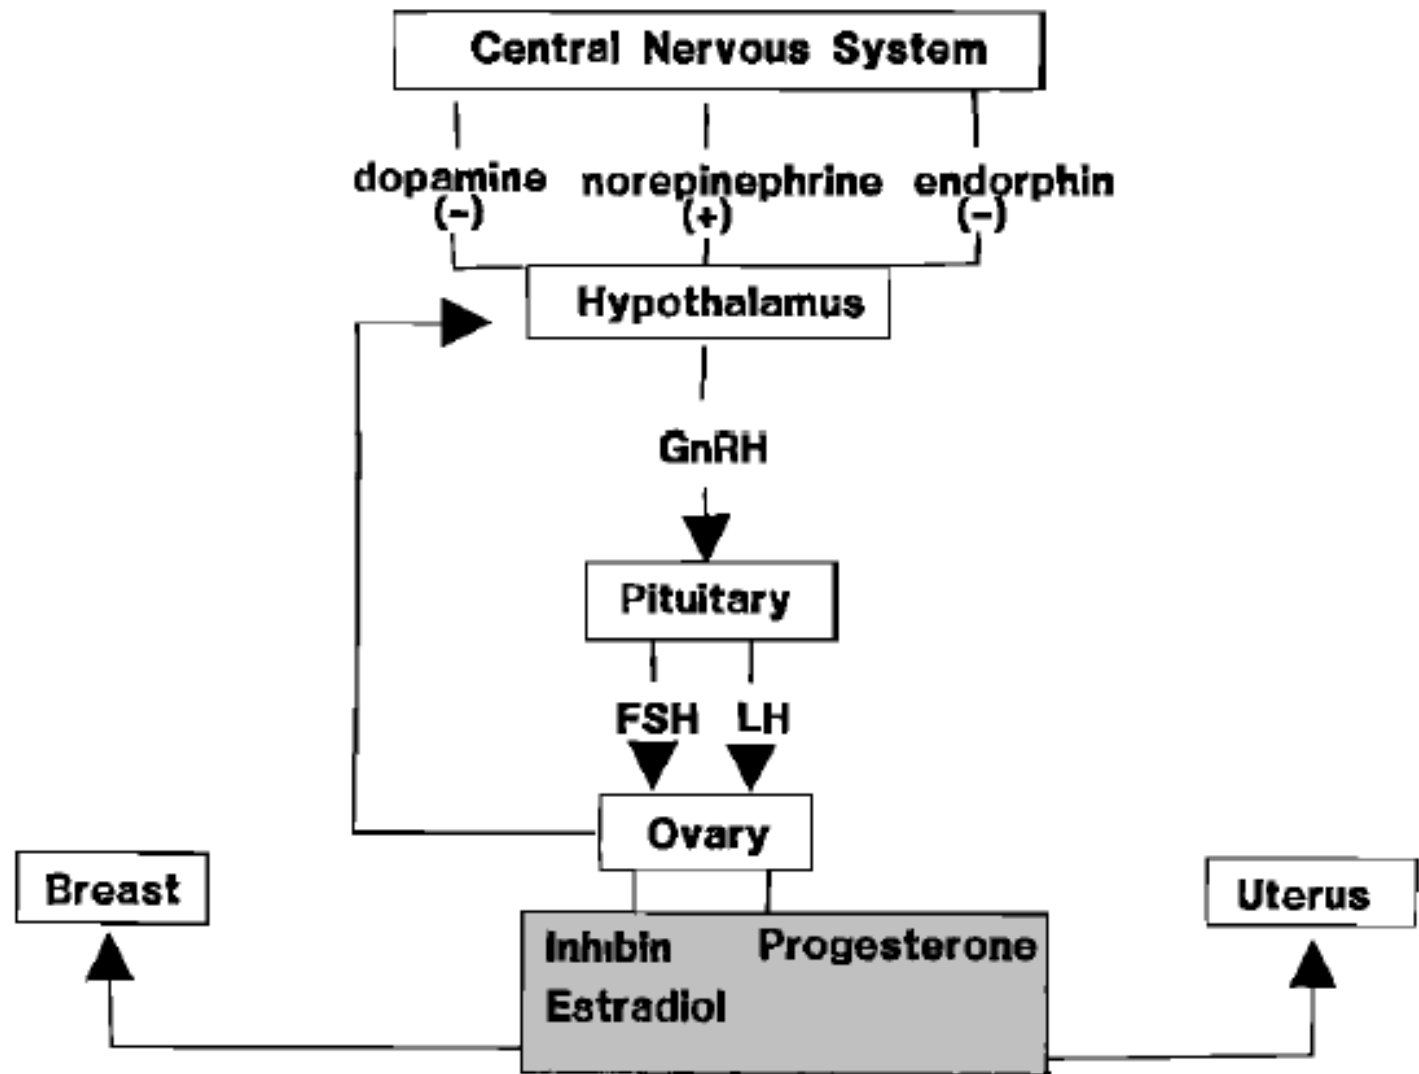 Central Nervous System
dopamine norepinephrine endorphin
(-) (+) (-)
Hypothalamus
GnRH
Pituitary
FSH LH
Ovary
Breast
Uterus
Inhibin Progesterone
Estradiol